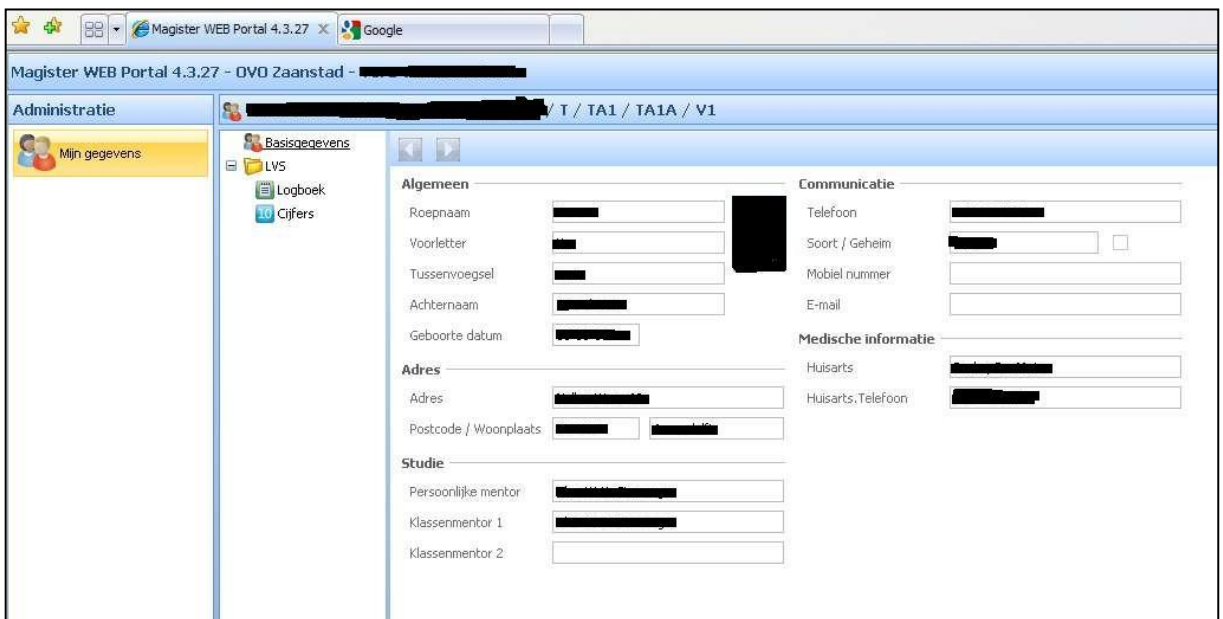 Magister WEB Portal 4.3.27
Google
Magister WEB Portal 4.3.27 - OVO Zaanstad -
Administratie
/ T / TA1 / TA1A / V1
Mijn gegevens
Basisgegevens
LVS
Logboek
10 Cijfers
Algemeen
Roepnaam
Voorletter
Tussenvoegsel
Achternaam
Geboorte datum
Adres
Adres
Postcode / Woonplaats
Studie
Persoonlijke mentor
Klassenmentor 1
Klassenmentor 2
Communicatie
Telefoon
Soort / Geheim
Mobiel nummer
E-mail
Medische informatie
Huisarts
Huisarts.Telefoon